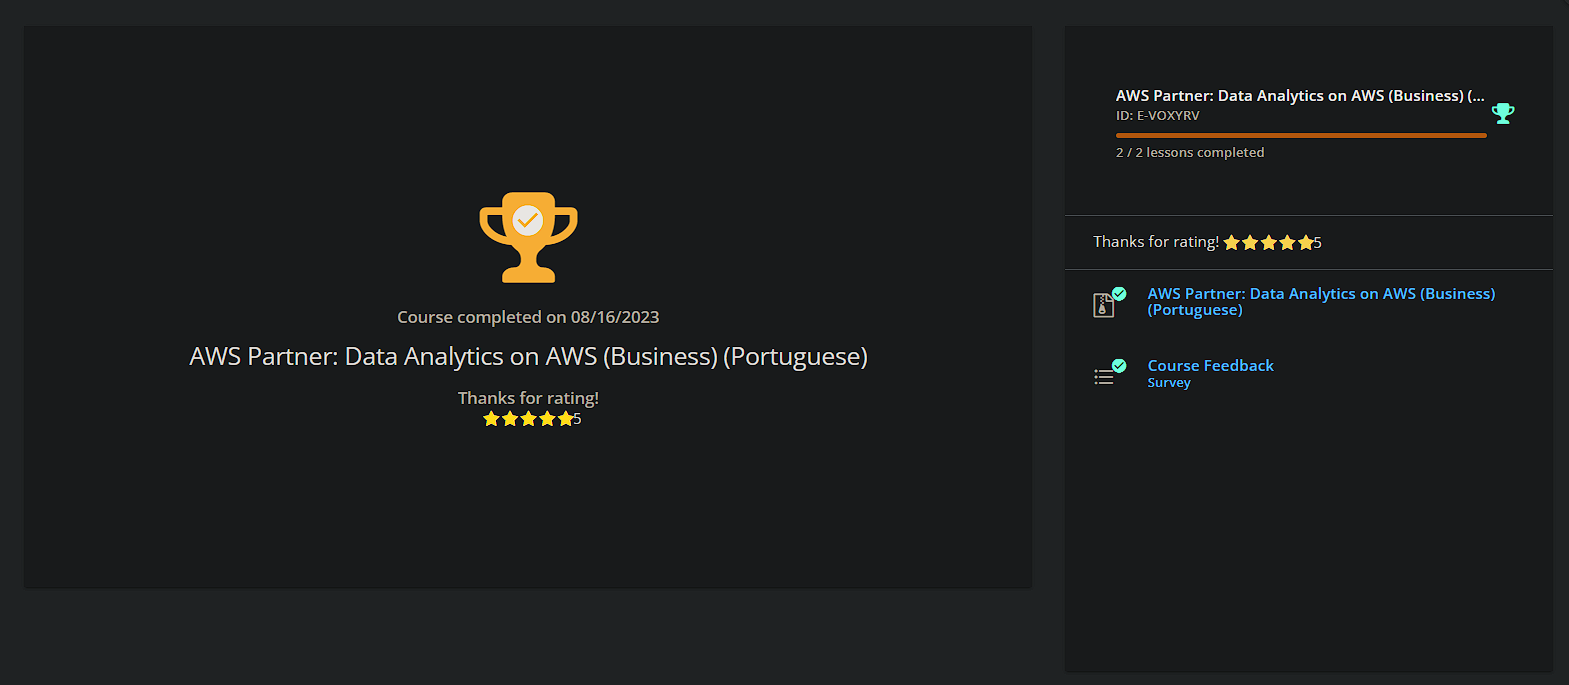 Course completed on 08/16/2023
AWS Partner: Data Analytics on AWS (Business) (Portuguese)
Thanks for rating!
5
AWS Partner: Data Analytics on AWS (Business) (...
ID: E-VOXYRV
2 / 2 lessons completed
Thanks for rating! 5
AWS Partner: Data Analytics on AWS (Business)
(Portuguese)
Course Feedback
Survey